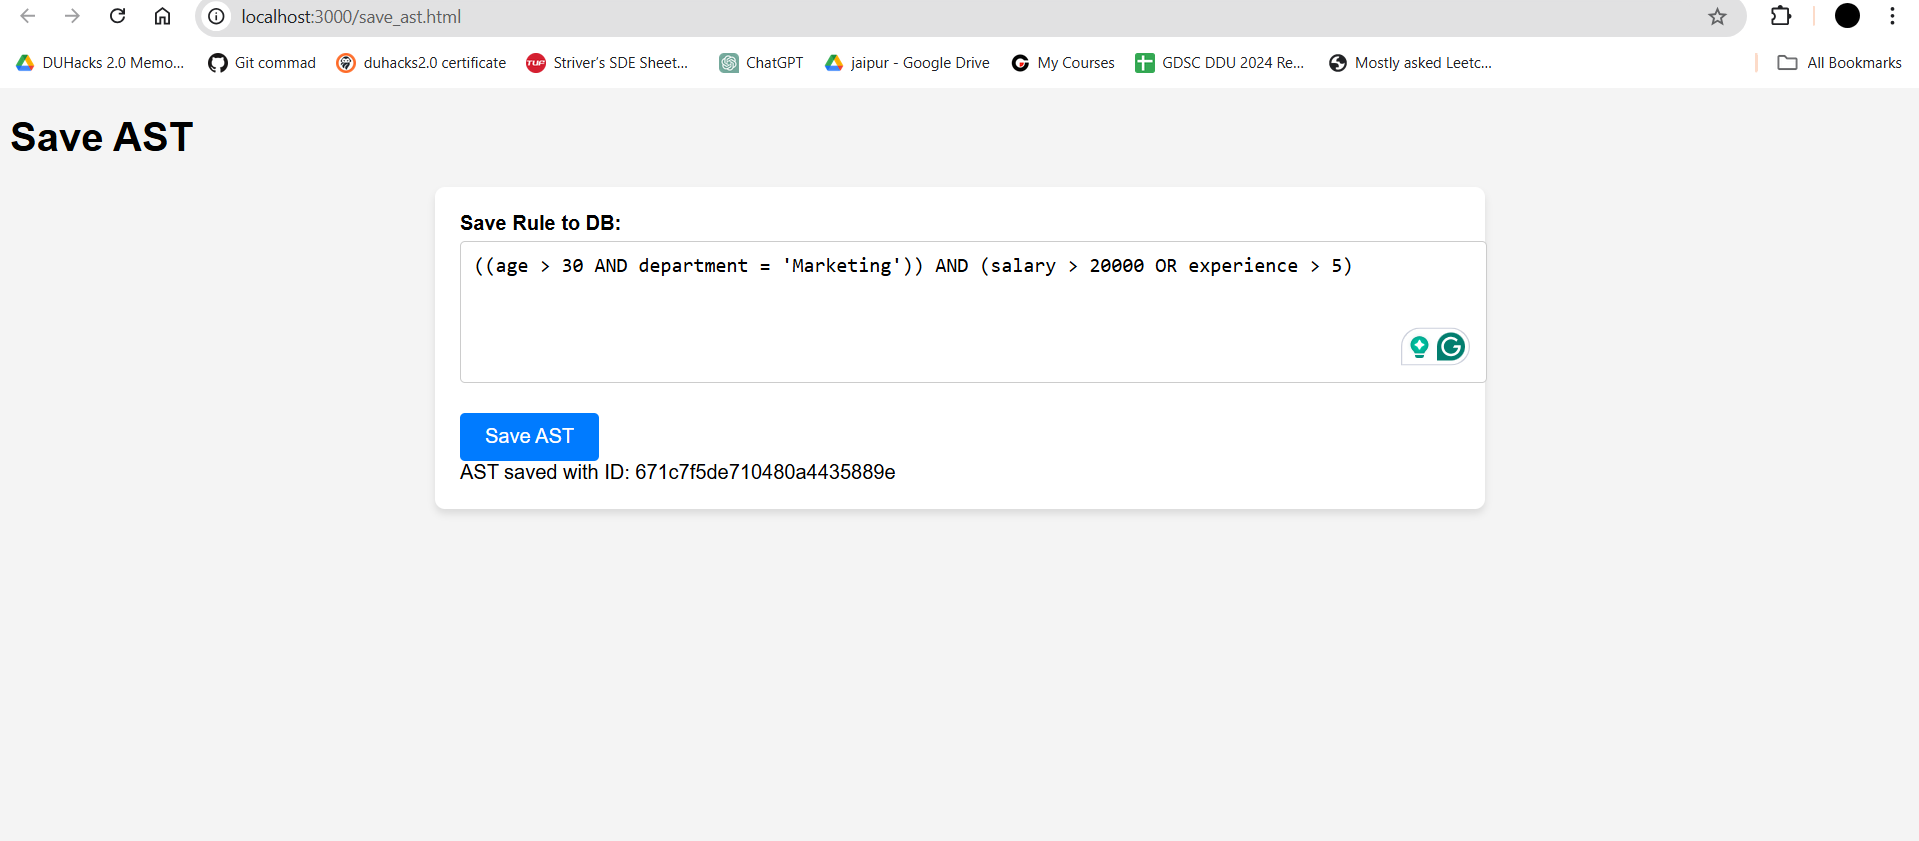 localhost:3000/save_ast.html
DUHacks 2.0 Memo... Git commad duhacks2.0 certificate TUF Striver's SDE Sheet... ChatGPT jaipur - Google Drive My Courses GDSC DDU 2024 Re... Mostly asked Leetc... All Bookmarks
Save AST
Save Rule to DB:
((age > 30 AND department = 'Marketing')) AND (salary > 20000 OR experience > 5)
Save AST
AST saved with ID: 671c7f5de710480a4435889e